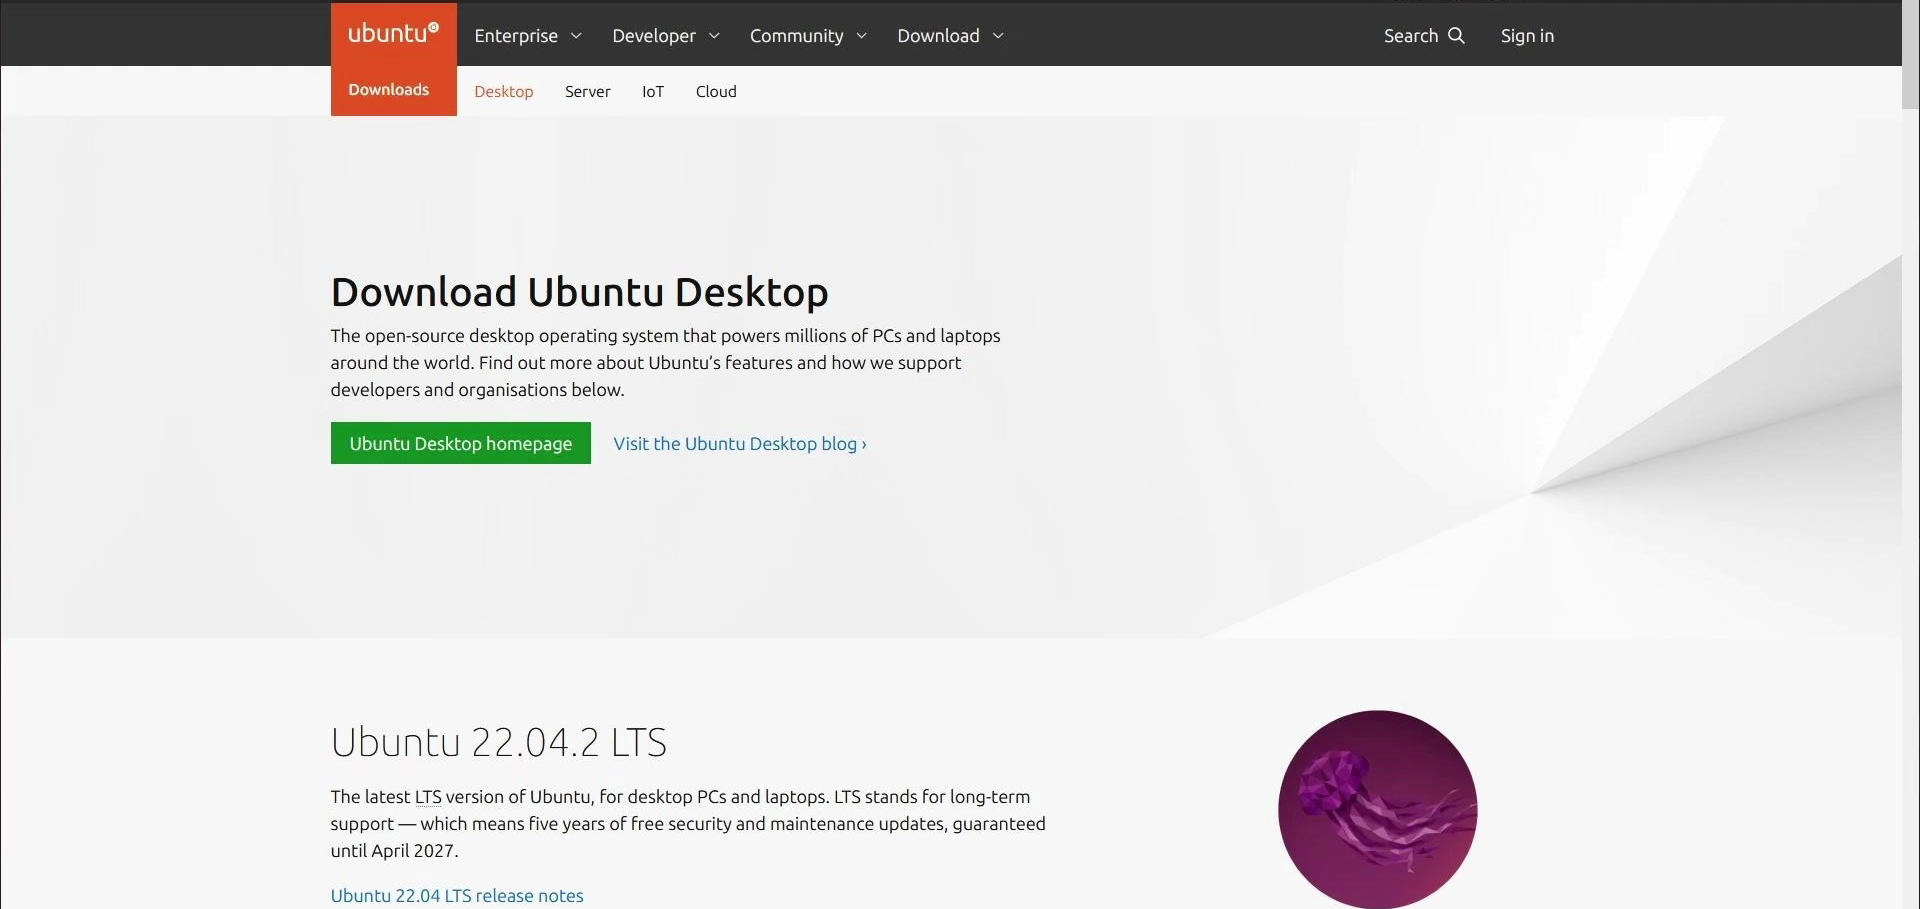 ubuntu
Enterprise
Developer
Community
Download
Search
Sign in
Downloads
Desktop
Server
IoT
Cloud
Download Ubuntu Desktop
The open-source desktop operating system that powers millions of PCs and laptops
around the world. Find out more about Ubuntu’s features and how we support
developers and organisations below.
Ubuntu Desktop homepage
Visit the Ubuntu Desktop blog ›
Ubuntu 22.04.2 LTS
The latest LTS version of Ubuntu, for desktop PCs and laptops. LTS stands for long-term
support — which means five years of free security and maintenance updates, guaranteed
until April 2027.
Ubuntu 22.04 LTS release notes